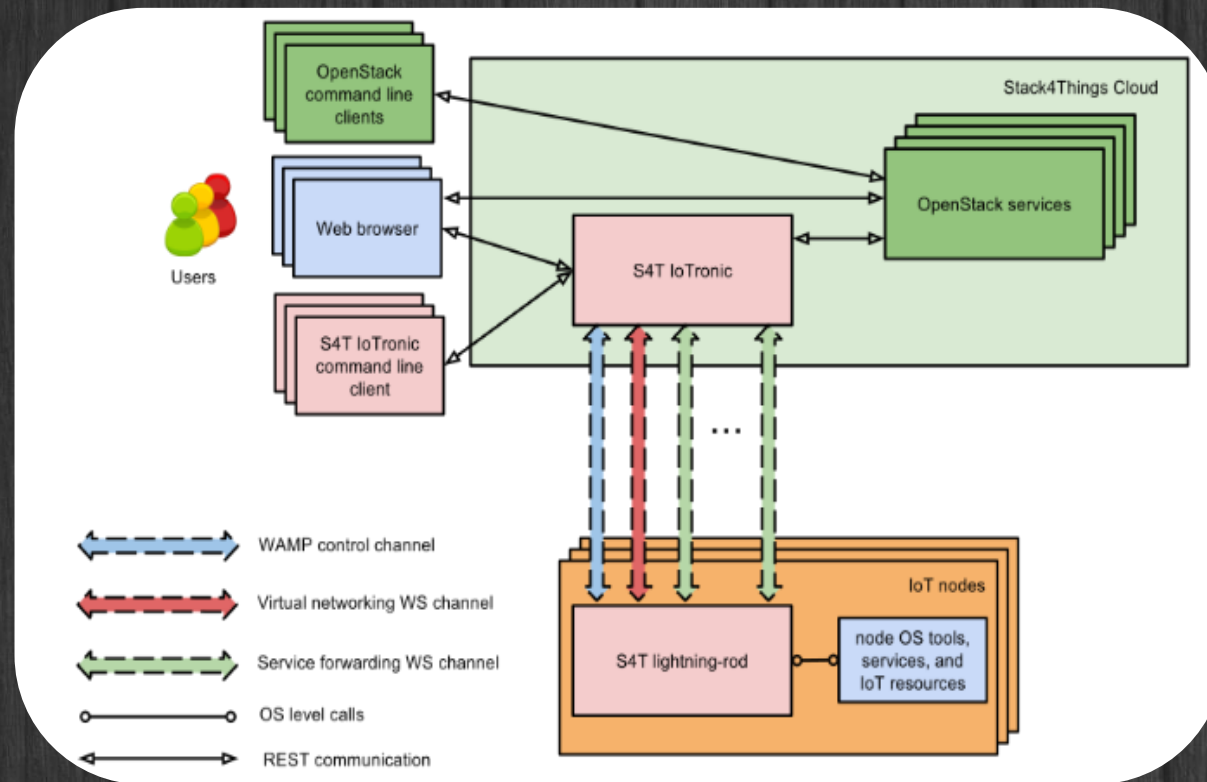 OpenStack
command line
clients
Stack4Things Cloud
OpenStack services
Web browser
Users
S4T IoTronic
S4T IoTronic
command line
client
...
WAMP control channel
Virtual networking WS channel
Service forwarding WS channel
OS level calls
REST communication
IoT nodes
S4T lightning-rod
node OS tools,
services, and
IoT resources